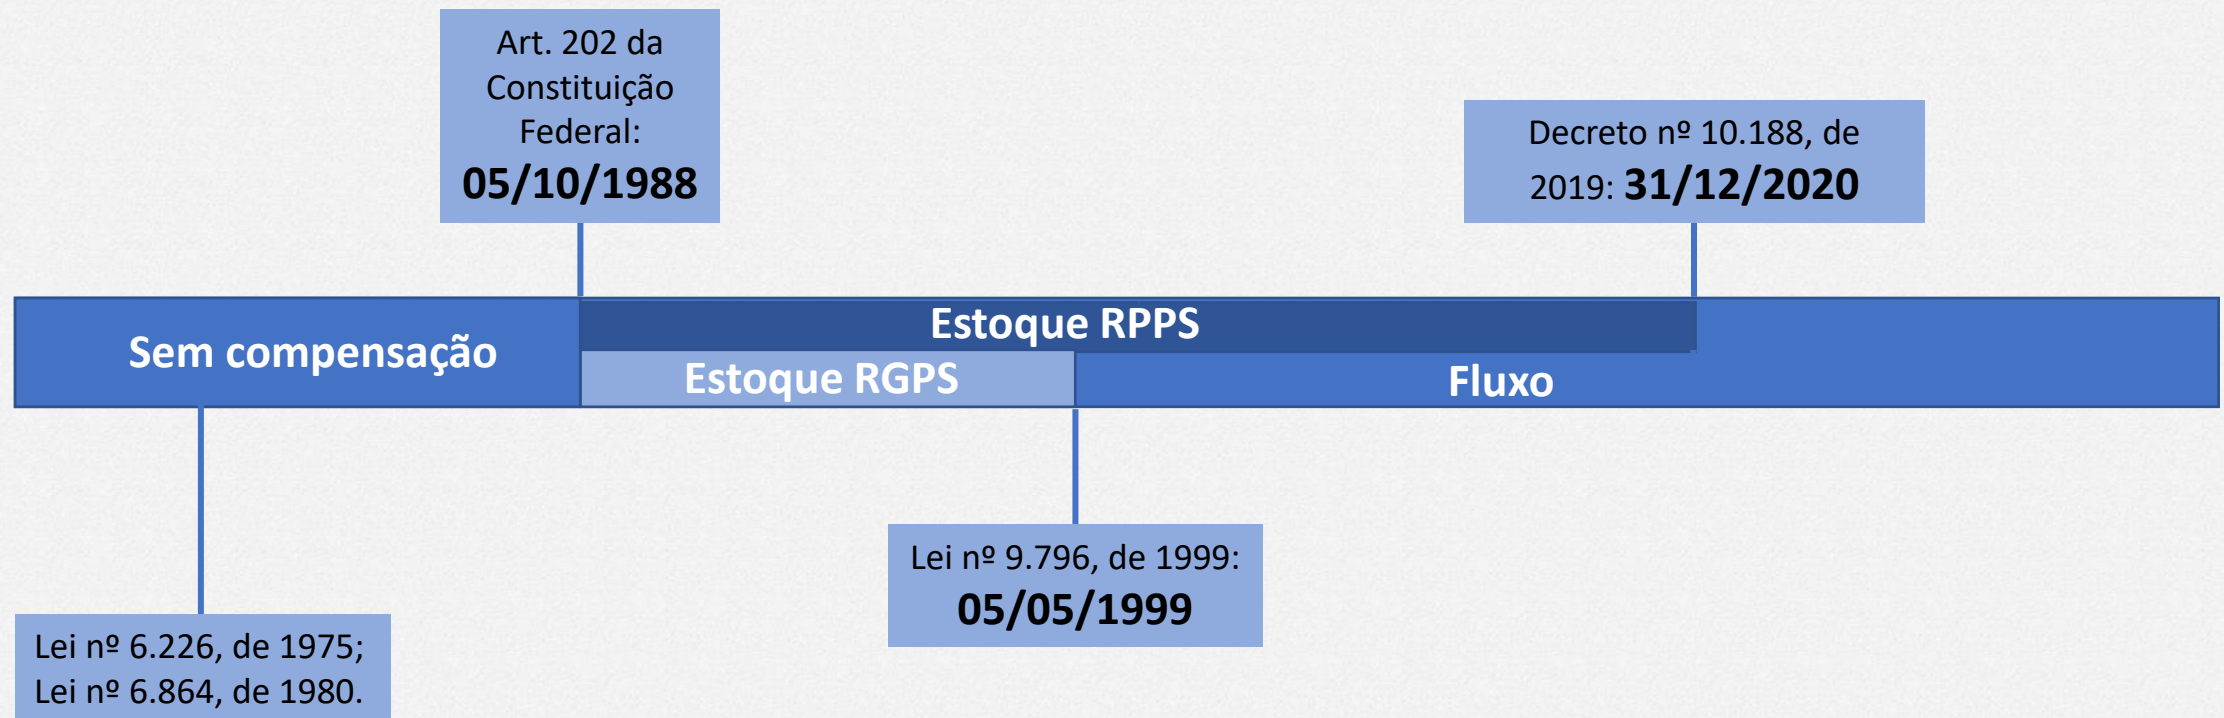 Art. 202 da
Constituição
Federal:
05/10/1988
Decreto nº 10.188, de
2019: 31/12/2020
Sem compensação
Estoque RPPS
Estoque RGPS
Fluxo
Lei nº 9.796, de 1999:
05/05/1999
Lei nº 6.226, de 1975;
Lei nº 6.864, de 1980.